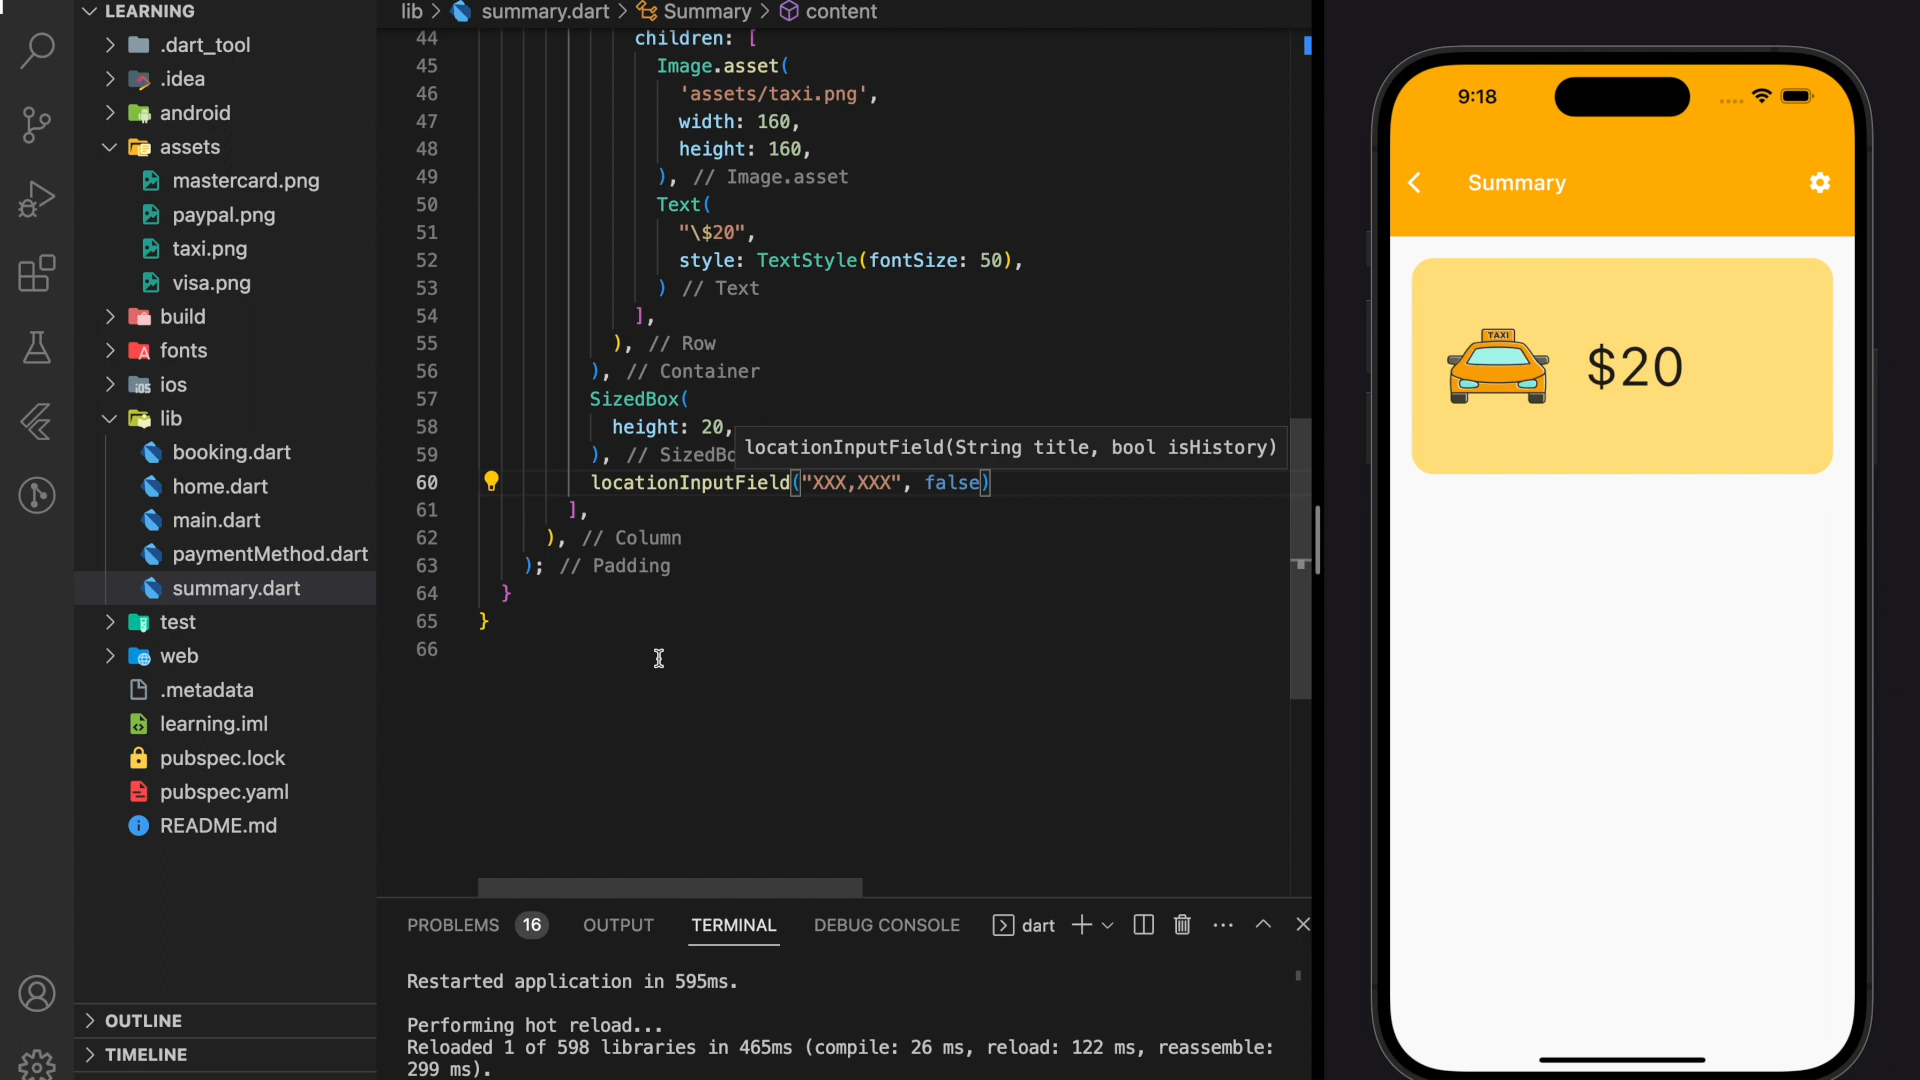 LEARNING
.dart_tool
.idea
android
assets
mastercard.png
paypal.png
taxi.png
visa.png
build
fonts
ios
lib
booking.dart
home.dart
main.dart
paymentMethod.dart
summary.dart
test
web
.metadata
learning.iml
pubspec.lock
pubspec.yaml
README.md
OUTLINE
TIMELINE
lib > summary.dart > Summary > content
44 children: [
45 Image.asset(
46 'assets/taxi.png',
47 width: 160,
48 height: 160,
49 ), // Image.asset
50 Text(
51 "\$20",
52 style: TextStyle(fontSize: 50),
53 ) // Text
54 ],
55 ), // Row
56 ), // Container
57 SizedBox(
58 height: 20,
locationInputField(String title, bool isHistory)
59 ), // SizedBo
60 locationInputField("XXX,XXX", false)
61 ],
62 ), // Column
63 ); // Padding
64 }
65 }
66
PROBLEMS 16 OUTPUT TERMINAL DEBUG CONSOLE dart
Restarted application in 595ms.
Performing hot reload...
Reloaded 1 of 598 libraries in 465ms (compile: 26 ms, reload: 122 ms, reassemble:
299 ms).
9:18
Summary
TAXI
$20